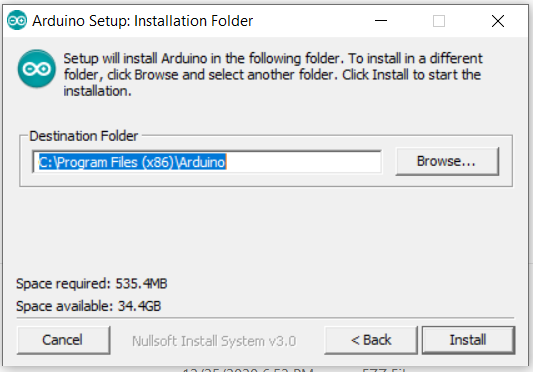 Arduino Setup: Installation Folder
Setup will install Arduino in the following folder. To install in a different
folder, click Browse and select another folder. Click Install to start the
installation.
Destination Folder
C:\Program Files (x86)\Arduino
Browse...
Space required: 535.4MB
Space available: 34.4GB
Cancel
Nullsoft Install System v3.0
< Back
Install